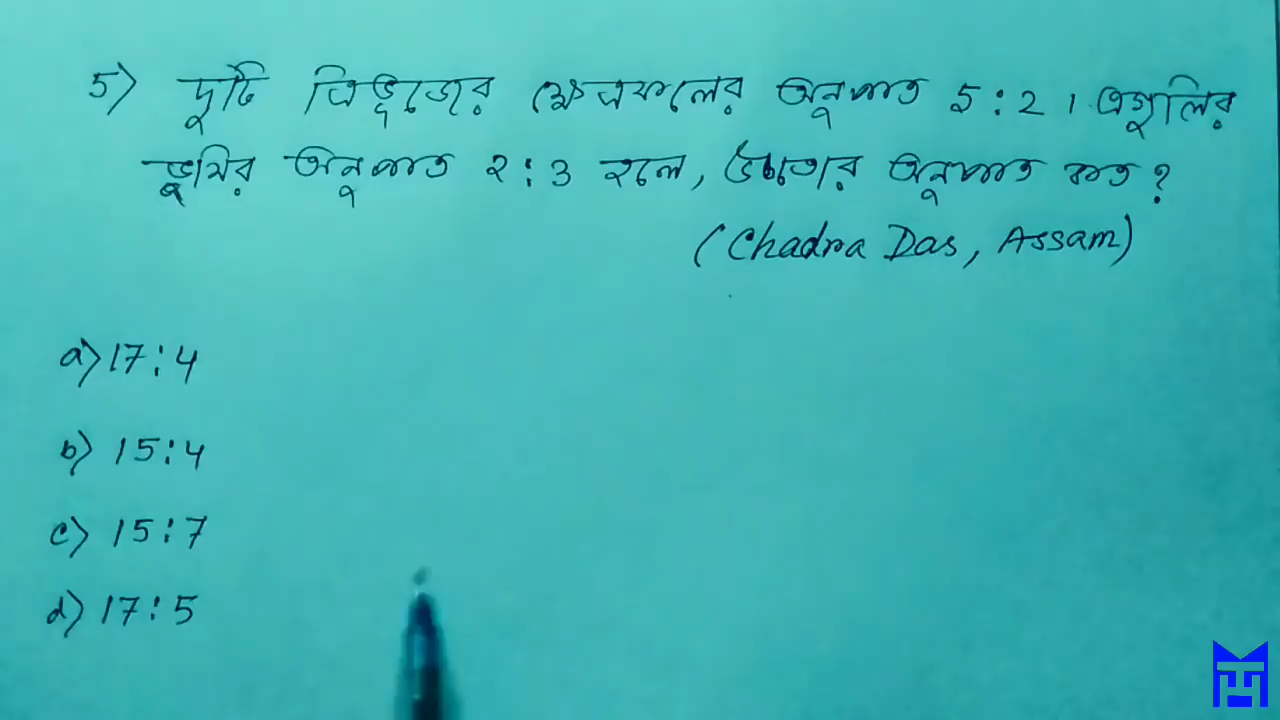 5) দুটি ত্রিভুজের ক্ষেত্রফলের অনুপাত 5:2। এগুলির
ভূমির অনুপাত 2:3 হলে, উচ্চতার অনুপাত কত?
(Chadra Das, Assam)
a) 17:4
b) 15:4
c) 15:7
d) 17:5